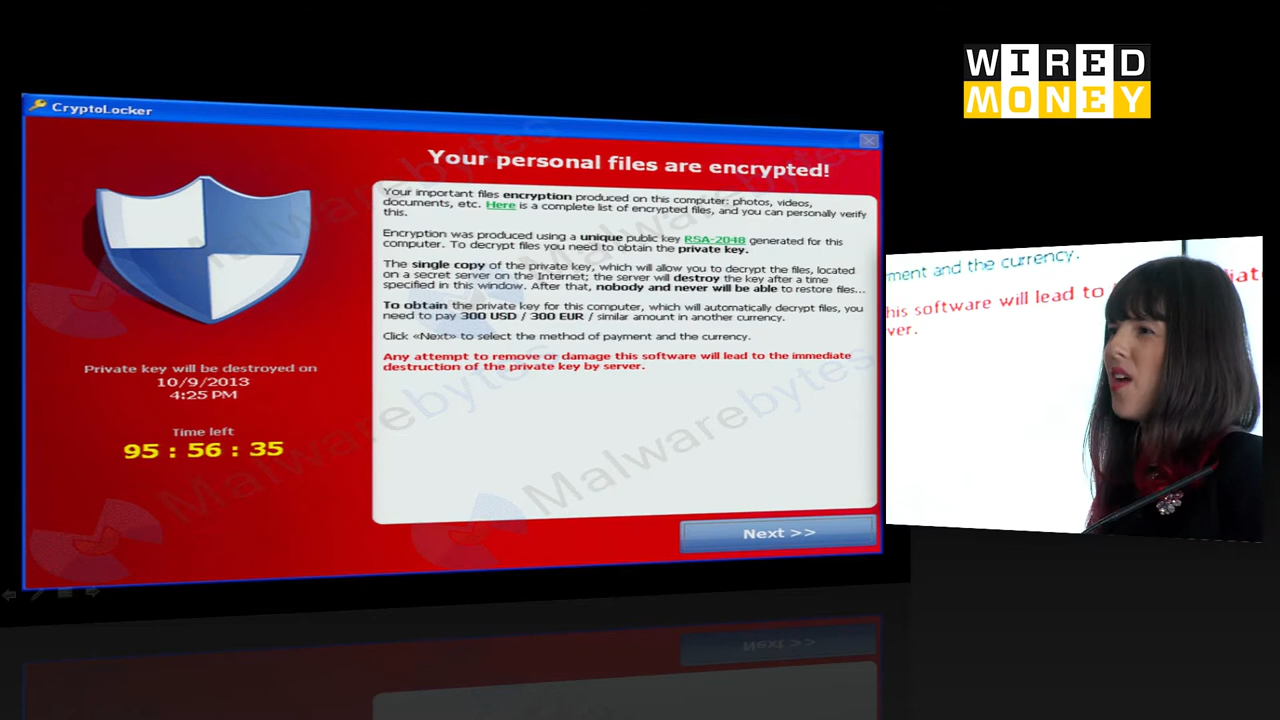 WIRED
MONEY
CryptoLocker
Your personal files are encrypted!
Your important files encryption produced on this computer: photos, videos,
documents, etc. Here is a complete list of encrypted files, and you can personally verify
this.
Encryption was produced using a unique public key RSA-2048 generated for this
computer. To decrypt files you need to obtain the private key.
The single copy of the private key, which will allow you to decrypt the files, located
on a secret server on the Internet; the server will destroy the key after a time
specified in this window. After that, nobody and never will be able to restore files...
To obtain the private key for this computer, which will automatically decrypt files, you
need to pay 300 USD / 300 EUR / similar amount in another currency.
Click «Next» to select the method of payment and the currency.
Any attempt to remove or damage this software will lead to the immediate
destruction of the private key by server.
Private key will be destroyed on
10/9/2013
4:25 PM
Time left
95 : 56 : 35
Next >>
Malwarebytes
Malwarebytes
Malwarebytes
Malwarebytes
ment and the currency.
his software will lead to
iate
ver.